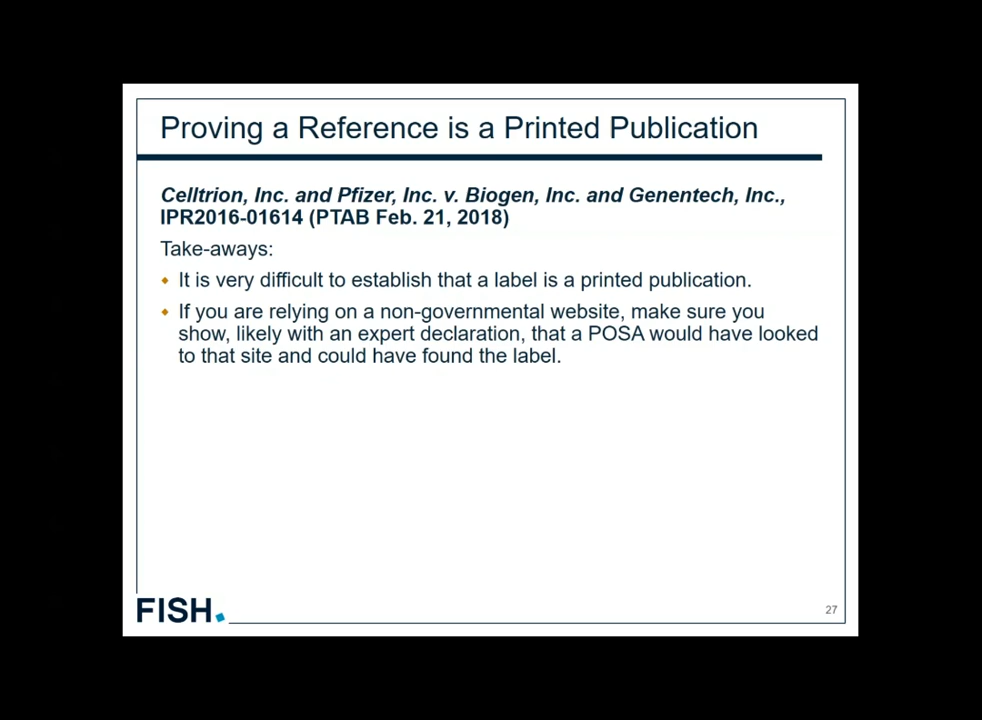 Proving a Reference is a Printed Publication
Celltrion, Inc. and Pfizer, Inc. v. Biogen, Inc. and Genentech, Inc.,
IPR2016-01614 (PTAB Feb. 21, 2018)
Take-aways:
It is very difficult to establish that a label is a printed publication.
If you are relying on a non-governmental website, make sure you
show, likely with an expert declaration, that a POSA would have looked
to that site and could have found the label.
FISH.
27